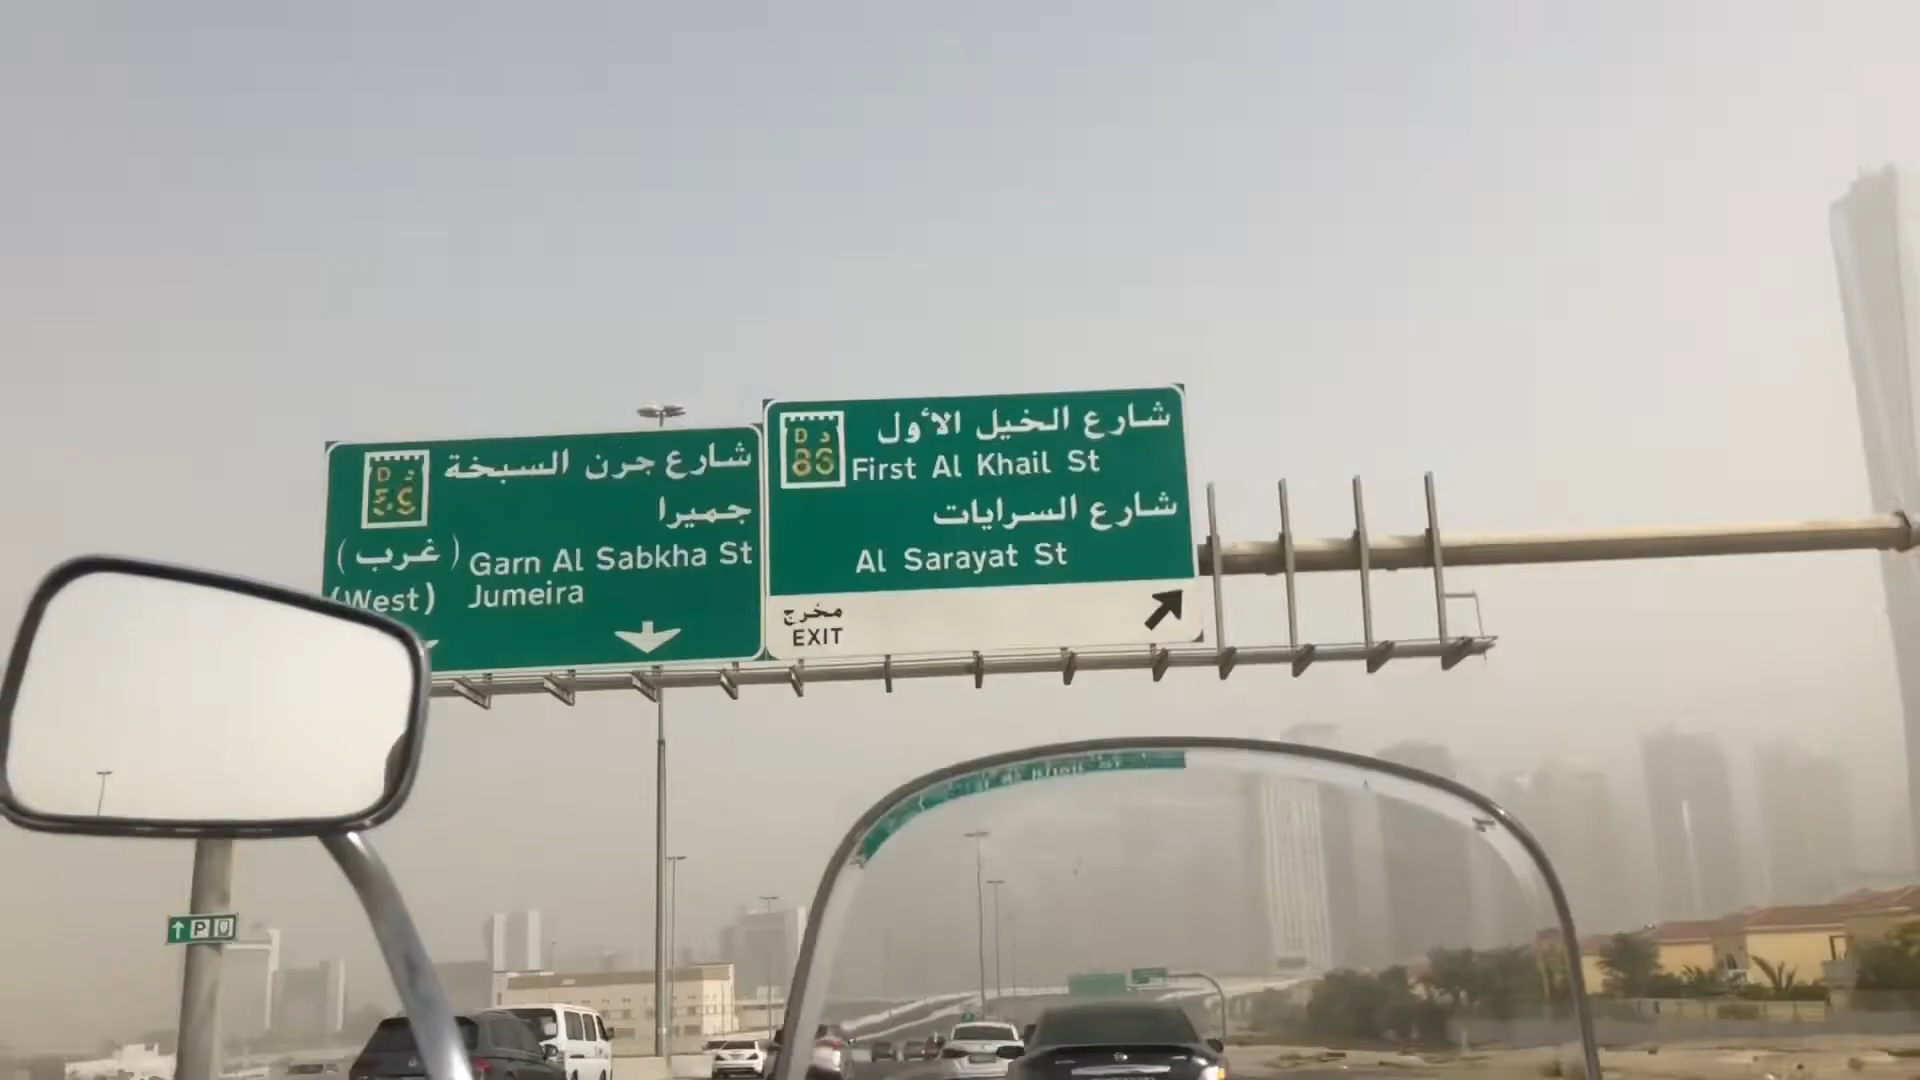 شارع جرن السبخة
جميرا
(غرب)
Garn Al Sabkha St
(West) Jumeira
D د
شارع الخيل الأول
First Al Khail St
شارع السرايات
Al Sarayat St
مخرج
EXIT
P